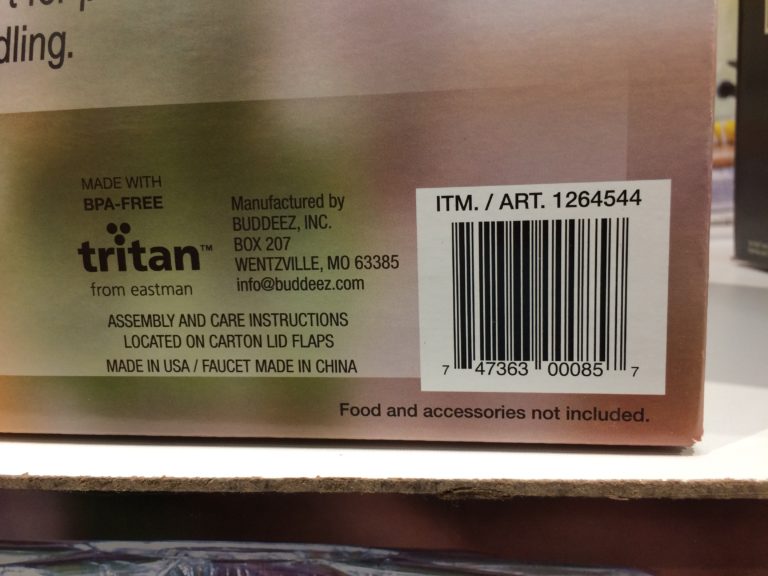 dling.
MADE WITH
BPA-FREE
tritan™
from eastman
Manufactured by
BUDDEEZ, INC.
BOX 207
WENTZVILLE, MO 63385
info@buddeez.com
ASSEMBLY AND CARE INSTRUCTIONS
LOCATED ON CARTON LID FLAPS
MADE IN USA / FAUCET MADE IN CHINA
ITM. / ART. 1264544
7 47363 00085 7
Food and accessories not included.